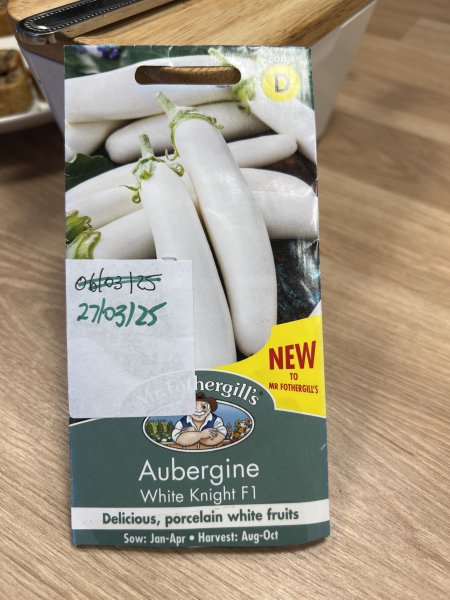 CODE
D
06/03/25
27/03/25
NEW
TO
MR FOTHERGILL'S
Mr Fothergill's
Aubergine
White Knight F1
Delicious, porcelain white fruits
Sow: Jan-Apr • Harvest: Aug-Oct